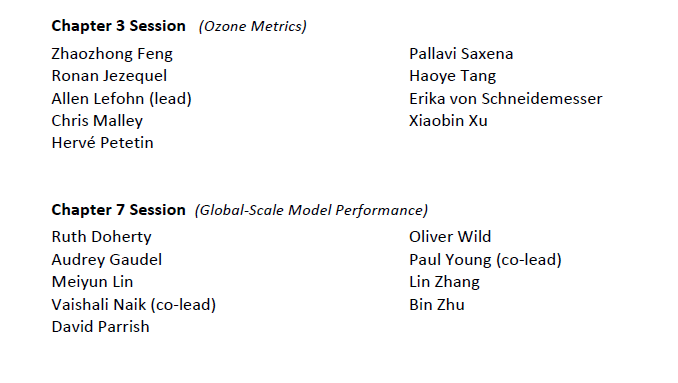 Chapter 3 Session (Ozone Metrics)
Zhaozhong Feng
Ronan Jezequel
Allen Lefohn (lead)
Chris Malley
Hervé Petetin
Pallavi Saxena
Haoye Tang
Erika von Schneidemesser
Xiaobin Xu
Chapter 7 Session (Global-Scale Model Performance)
Ruth Doherty
Audrey Gaudel
Meiyun Lin
Vaishali Naik (co-lead)
David Parrish
Oliver Wild
Paul Young (co-lead)
Lin Zhang
Bin Zhu